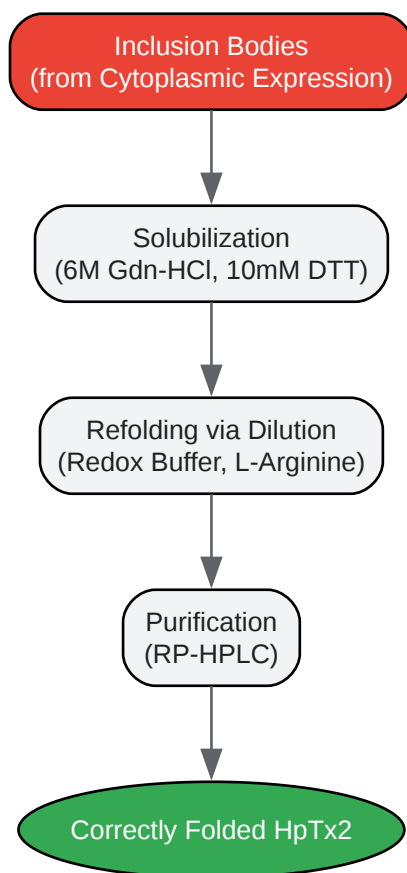 Inclusion Bodies
(from Cytoplasmic Expression)
Solubilization
(6M Gdn-HCl, 10mM DTT)
Refolding via Dilution
(Redox Buffer, L-Arginine)
Purification
(RP-HPLC)
Correctly Folded HpTx2